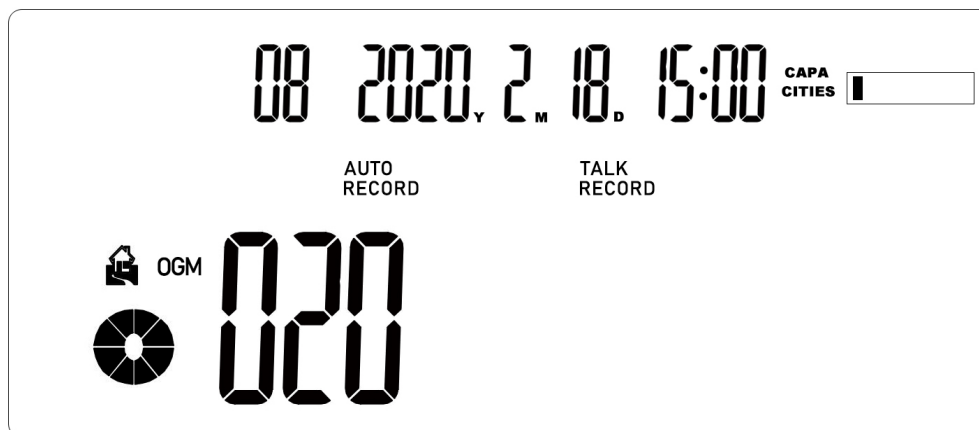 08 2020.Y 2.M 18.D 15:00 CAPA CITIES
AUTO RECORD TALK RECORD
OGM 020